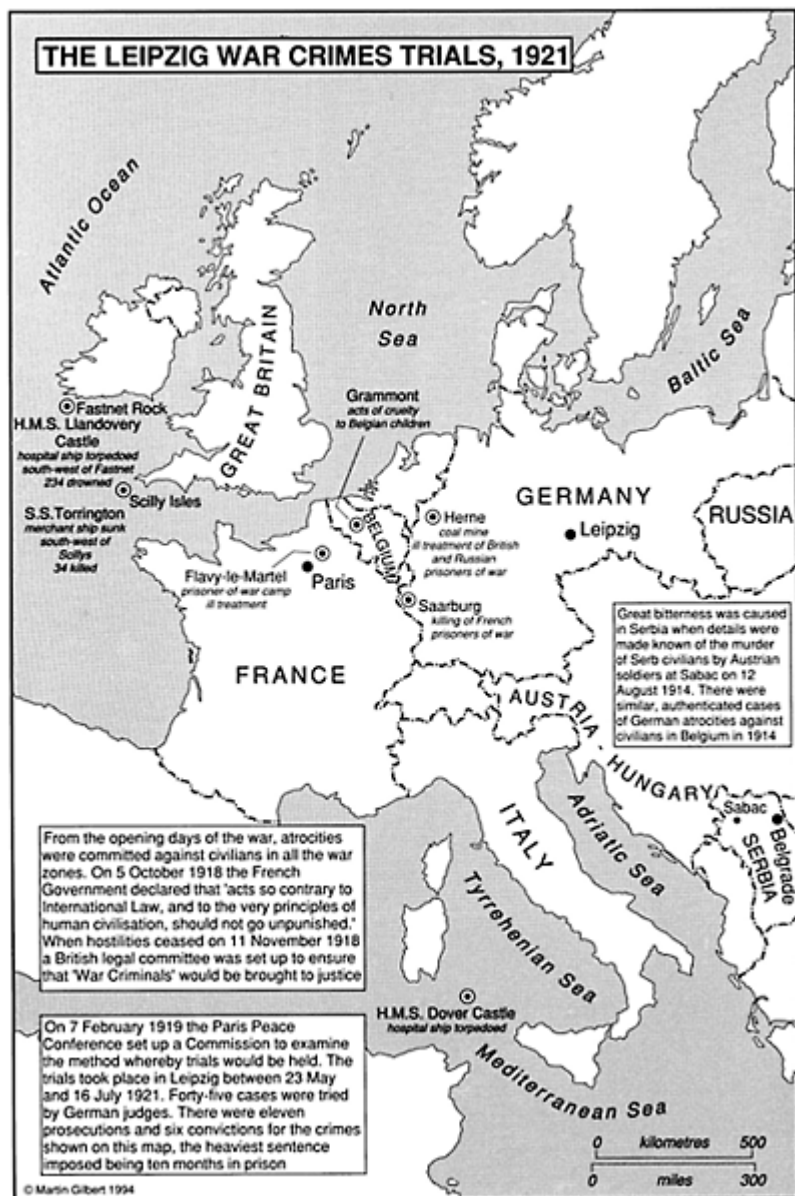 THE LEIPZIG WAR CRIMES TRIALS, 1921
Atlantic Ocean
North
Sea
Baltic Sea
GREAT BRITAIN
Fastnet Rock
H.M.S. Llandovery
Castle
hospital ship torpedoed
south-west of Fastnet
234 drowned
Scilly Isles
S.S.Torrington
merchant ship sunk
south-west of
Scillys
34 killed
Grammont
acts of cruelty
to Belgian children
BELGIUM
Herne
coal mine
ill treatment of British
and Russian
prisoners of war
GERMANY
Leipzig
RUSSIA
Flavy-le-Martel
prisoner of war camp
ill treatment
Paris
Saarburg
killing of French
prisoners of war
FRANCE
Great bitterness was caused
in Serbia when details were
made known of the murder
of Serb civilians by Austrian
soldiers at Sabac on 12
August 1914. There were
similar, authenticated cases
of German atrocities against
civilians in Belgium in 1914
AUSTRIA - HUNGARY
ITALY
Adriatic Sea
Sabac
Belgrade
SERBIA
Tyrrehenian Sea
From the opening days of the war, atrocities
were committed against civilians in all the war
zones. On 5 October 1918 the French
Government declared that 'acts so contrary to
International Law, and to the very principles of
human civilisation, should not go unpunished.'
When hostilities ceased on 11 November 1918
a British legal committee was set up to ensure
that 'War Criminals' would be brought to justice
H.M.S. Dover Castle
hospital ship torpedoed
Mediterranean Sea
On 7 February 1919 the Paris Peace
Conference set up a Commission to examine
the method whereby trials would be held. The
trials took place in Leipzig between 23 May
and 16 July 1921. Forty-five cases were tried
by German judges. There were eleven
prosecutions and six convictions for the crimes
shown on this map, the heaviest sentence
imposed being ten months in prison
0 kilometres 500
0 miles 300
© Martin Gilbert 1994